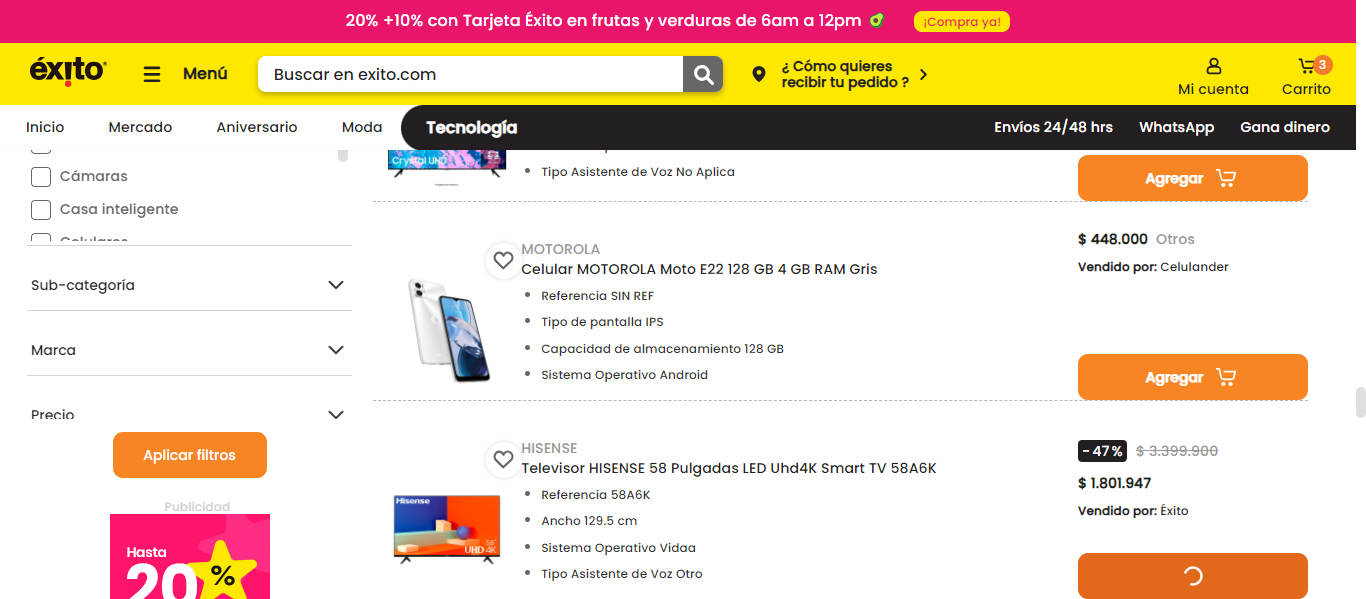 20% +10% con Tarjeta Éxito en frutas y verduras de 6am a 12pm
¡Compra ya!
éxito
Menú
Buscar en exito.com
¿ Cómo quieres
recibir tu pedido ?
Mi cuenta
3
Carrito
Inicio
Mercado
Aniversario
Moda
Tecnología
Envíos 24/48 hrs
WhatsApp
Gana dinero
Cámaras
Casa inteligente
Celulares
Sub-categoría
Marca
Precio
Aplicar filtros
Publicidad
Hasta
20%
Crystal UHD
Tipo Asistente de Voz No Aplica
Agregar
MOTOROLA
Celular MOTOROLA Moto E22 128 GB 4 GB RAM Gris
Referencia SIN REF
Tipo de pantalla IPS
Capacidad de almacenamiento 128 GB
Sistema Operativo Android
$ 448.000 Otros
Vendido por: Celulander
Agregar
HISENSE
Televisor HISENSE 58 Pulgadas LED Uhd4K Smart TV 58A6K
Referencia 58A6K
Ancho 129.5 cm
Sistema Operativo Vidaa
Tipo Asistente de Voz Otro
Hisense
58"
UHD 4K
- 47% $ 3.399.900
$ 1.801.947
Vendido por: Éxito